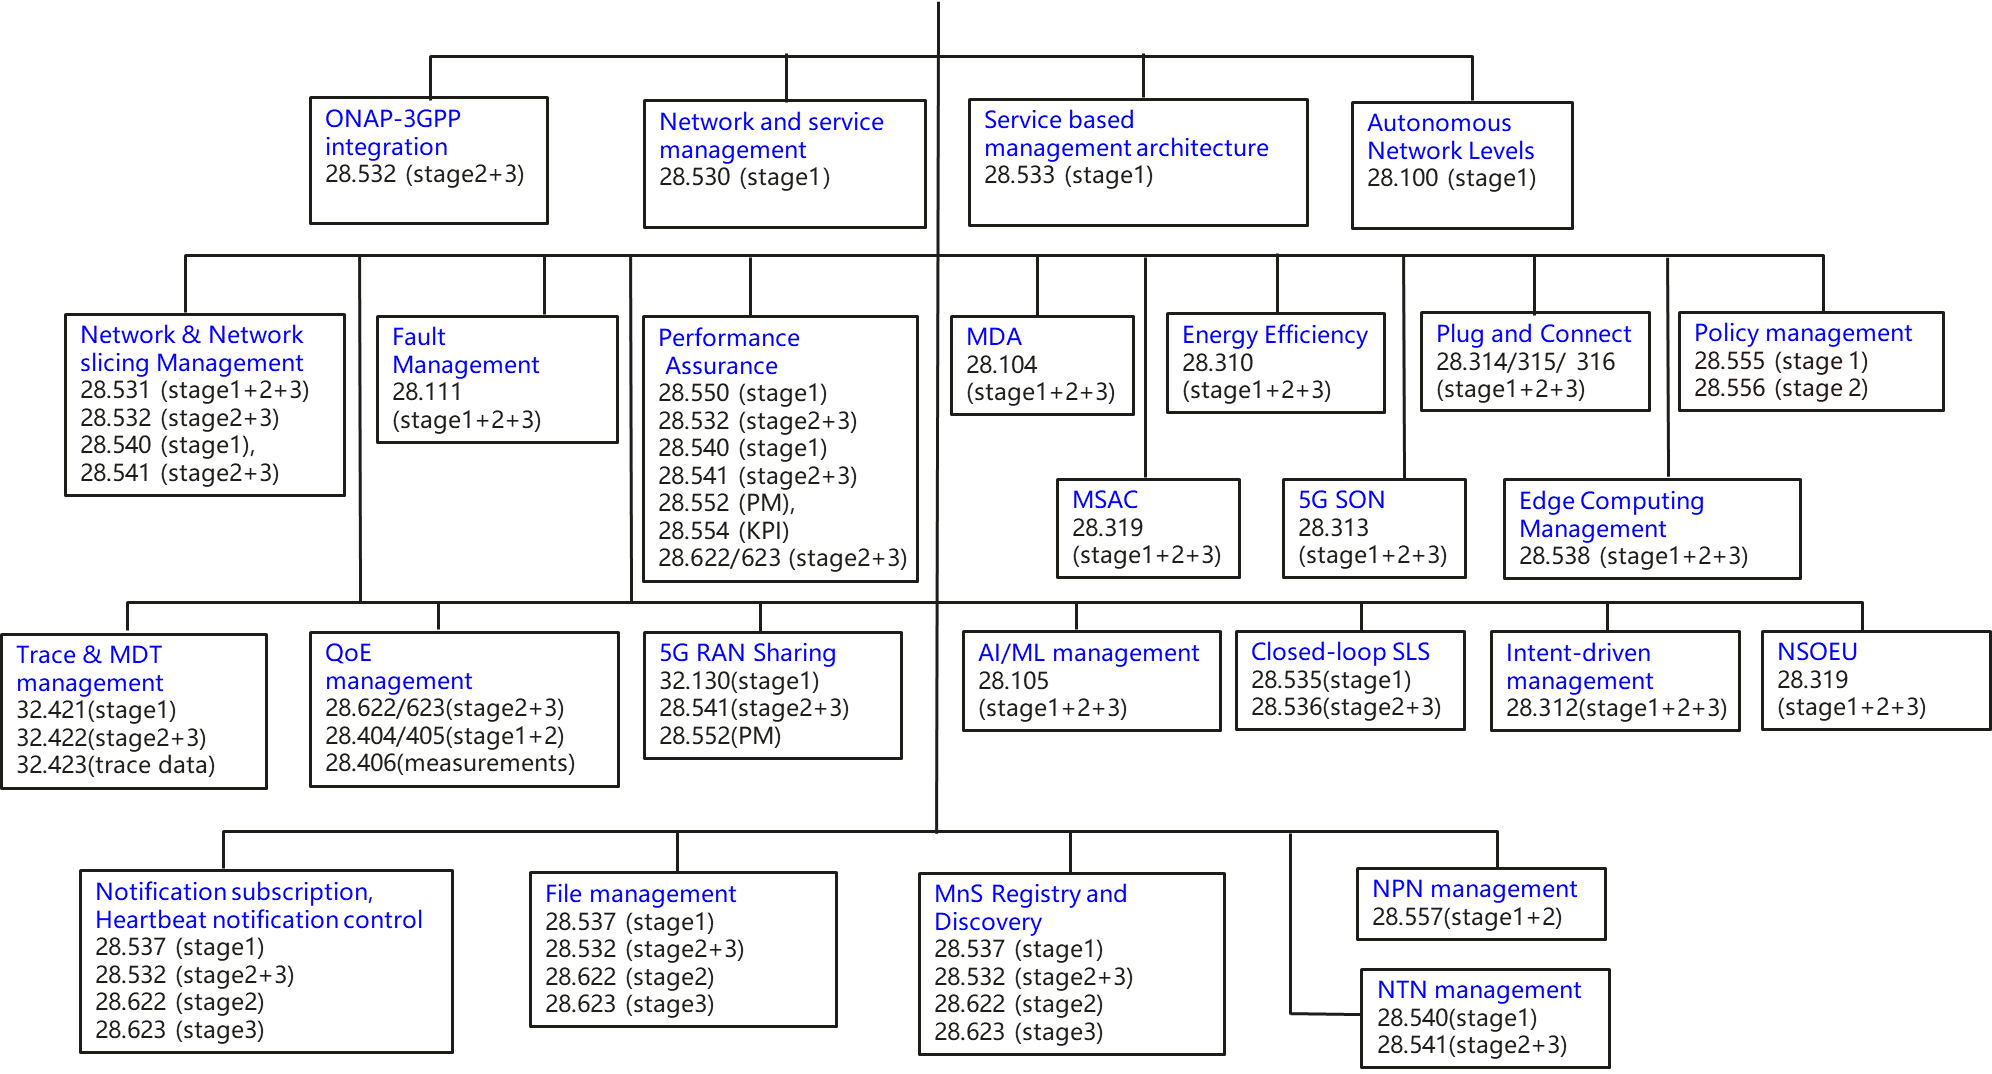 ONAP-3GPP
integration
28.532 (stage2+3)
Network and service
management
28.530 (stage1)
Service based
management architecture
28.533 (stage1)
Autonomous
Network Levels
28.100 (stage1)
Network & Network
slicing Management
28.531 (stage1+2+3)
28.532 (stage2+3)
28.540 (stage1),
28.541 (stage2+3)
Fault
Management
28.111
(stage1+2+3)
Performance
Assurance
28.550 (stage1)
28.532 (stage2+3)
28.540 (stage1)
28.541 (stage2+3)
28.552 (PM),
28.554 (KPI)
28.622/623 (stage2+3)
MDA
28.104
(stage1+2+3)
Energy Efficiency
28.310
(stage1+2+3)
Plug and Connect
28.314/315/ 316
(stage1+2+3)
Policy management
28.555 (stage 1)
28.556 (stage 2)
MSAC
28.319
(stage1+2+3)
5G SON
28.313
(stage1+2+3)
Edge Computing
Management
28.538 (stage1+2+3)
Trace & MDT
management
32.421(stage1)
32.422(stage2+3)
32.423(trace data)
QoE
management
28.622/623(stage2+3)
28.404/405(stage1+2)
28.406(measurements)
5G RAN Sharing
32.130(stage1)
28.541(stage2+3)
28.552(PM)
AI/ML management
28.105
(stage1+2+3)
Closed-loop SLS
28.535(stage1)
28.536(stage2+3)
Intent-driven
management
28.312(stage1+2+3)
NSOEU
28.319
(stage1+2+3)
Notification subscription,
Heartbeat notification control
28.537 (stage1)
28.532 (stage2+3)
28.622 (stage2)
28.623 (stage3)
File management
28.537 (stage1)
28.532 (stage2+3)
28.622 (stage2)
28.623 (stage3)
MnS Registry and
Discovery
28.537 (stage1)
28.532 (stage2+3)
28.622 (stage2)
28.623 (stage3)
NPN management
28.557(stage1+2)
NTN management
28.540(stage1)
28.541(stage2+3)